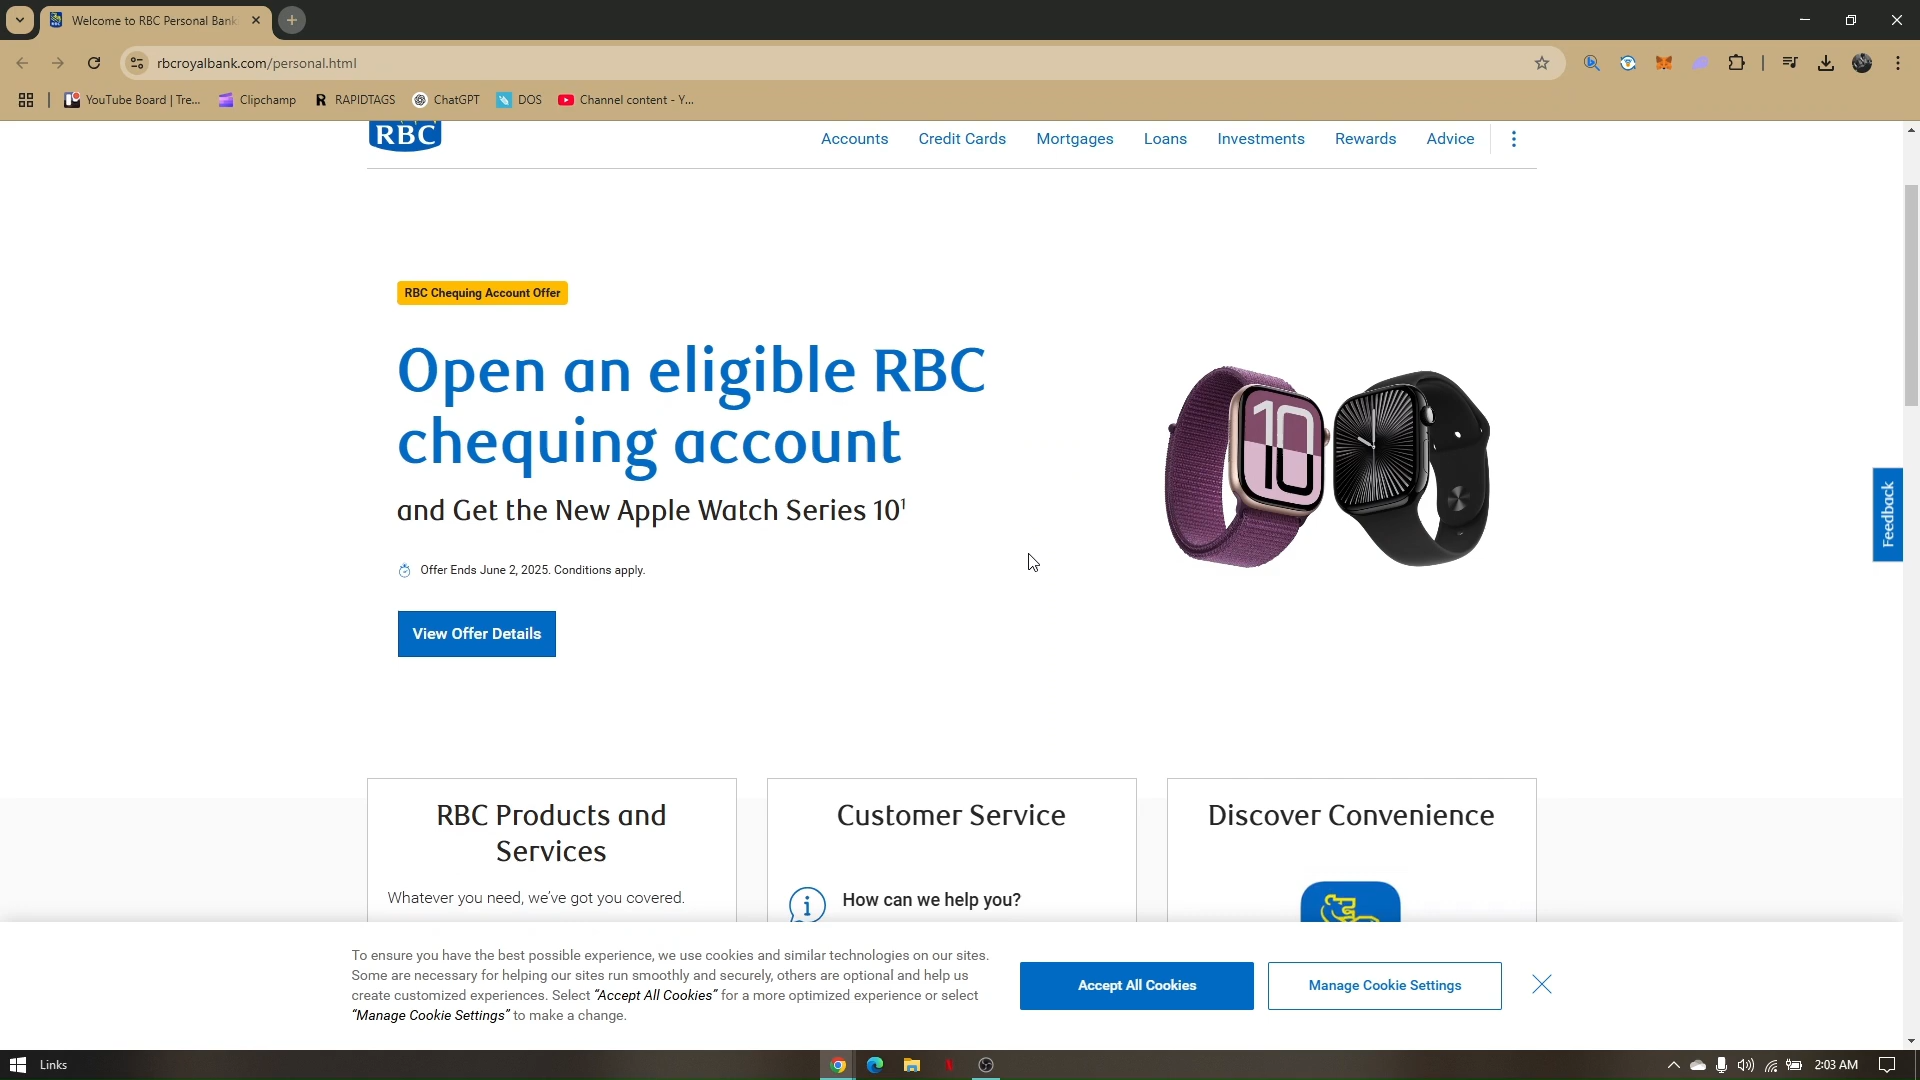 Welcome to RBC Personal Bank
rbcroyalbank.com/personal.html
YouTube Board | Tre...
Clipchamp
RAPIDTAGS
ChatGPT
DOS
Channel content - Y...
RBC
Accounts
Credit Cards
Mortgages
Loans
Investments
Rewards
Advice
RBC Chequing Account Offer
Open an eligible RBC
chequing account
and Get the New Apple Watch Series 10¹
10
Offer Ends June 2, 2025. Conditions apply.
View Offer Details
Feedback
RBC Products and
Services
Whatever you need, we've got you covered.
Customer Service
How can we help you?
Discover Convenience
To ensure you have the best possible experience, we use cookies and similar technologies on our sites.
Some are necessary for helping our sites run smoothly and securely, others are optional and help us
create customized experiences. Select “Accept All Cookies” for a more optimized experience or select
“Manage Cookie Settings” to make a change.
Accept All Cookies
Manage Cookie Settings
Links
2:03 AM